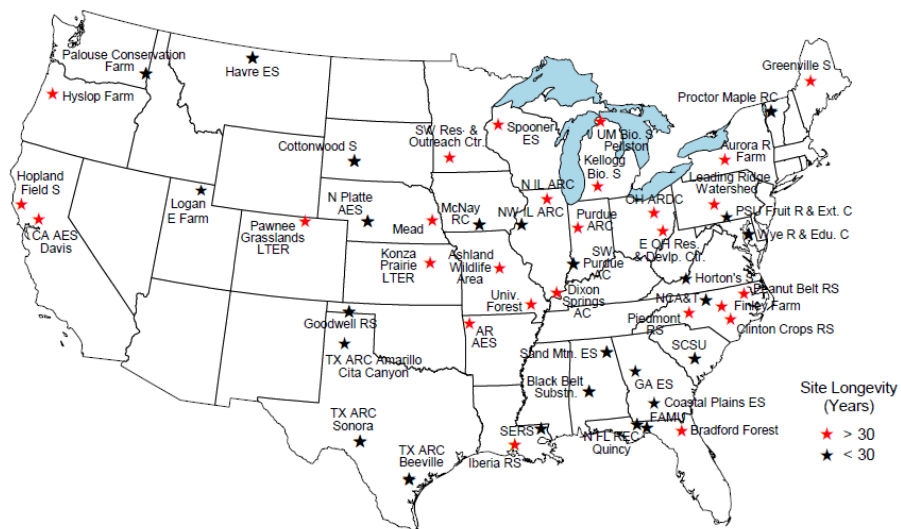 Palouse Conservation
Farm
Havre ES
Greenville S
Hyslop Farm
Proctor Maple RC
SW Res· &
Outreach Ctr.
Spooner
ES
UM Bio. S
Pellston
Aurora R
Farm
Cottonwood S
Kellogg
Bio. S
Hopland
Field S
Leading Ridge
Watershed
Logan
E Farm
N Platte
AES
McNay
RC
N IL ARC
NW IL ARC
OH ARDC
PSU Fruit R & Ext. C
CA AES
Davis
Pawnee
Grasslands
LTER
Mead
Purdue
ARC
Wye R & Edu. C
Konza
Prairie
LTER
Ashland
Wildlife
Area
SW
Purdue
AC
E OH Res.
& Devlp. Ctr.
Horton's S
Univ.
Forest
Dixon
Springs
AC
NCA&T
Peanut Belt RS
Finley Farm
Goodwell RS
Piedmont
RS
Clinton Crops RS
AR
AES
TX ARC Amarillo
Cita Canyon
Sand Mtn. ES
SCSU
Black Belt
Substn.
GA ES
Coastal Plains ES
Site Longevity
(Years)
> 30
< 30
TX ARC
Sonora
SERS
FAMU
N FL REC
Quincy
Bradford Forest
TX ARC
Beeville
Iberia RS